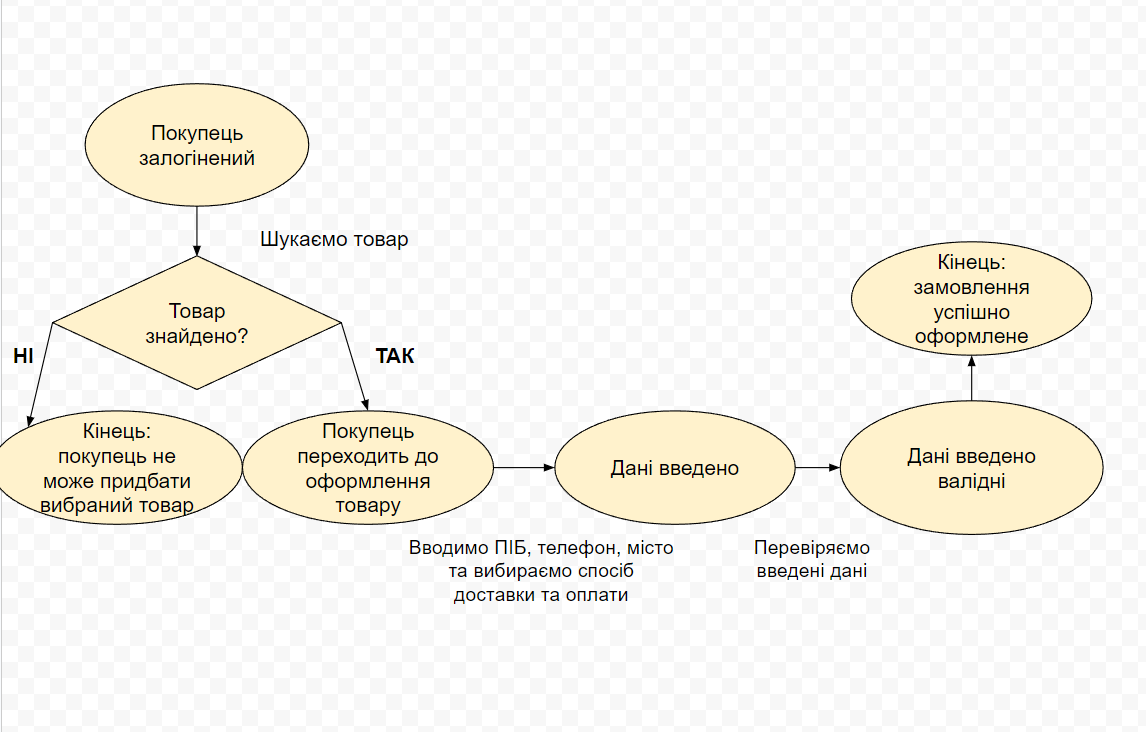 Покупець
залогінений
Шукаємо товар
Товар
знайдено?
НІ
ТАК
Кінець:
покупець не
може придбати
вибраний товар
Покупець
переходить до
оформлення
товару
Дані введено
Дані введено
валідні
Кінець:
замовлення
успішно
оформлене
Вводимо ПІБ, телефон, місто
та вибираємо спосіб
доставки та оплати
Перевіряємо
введені дані